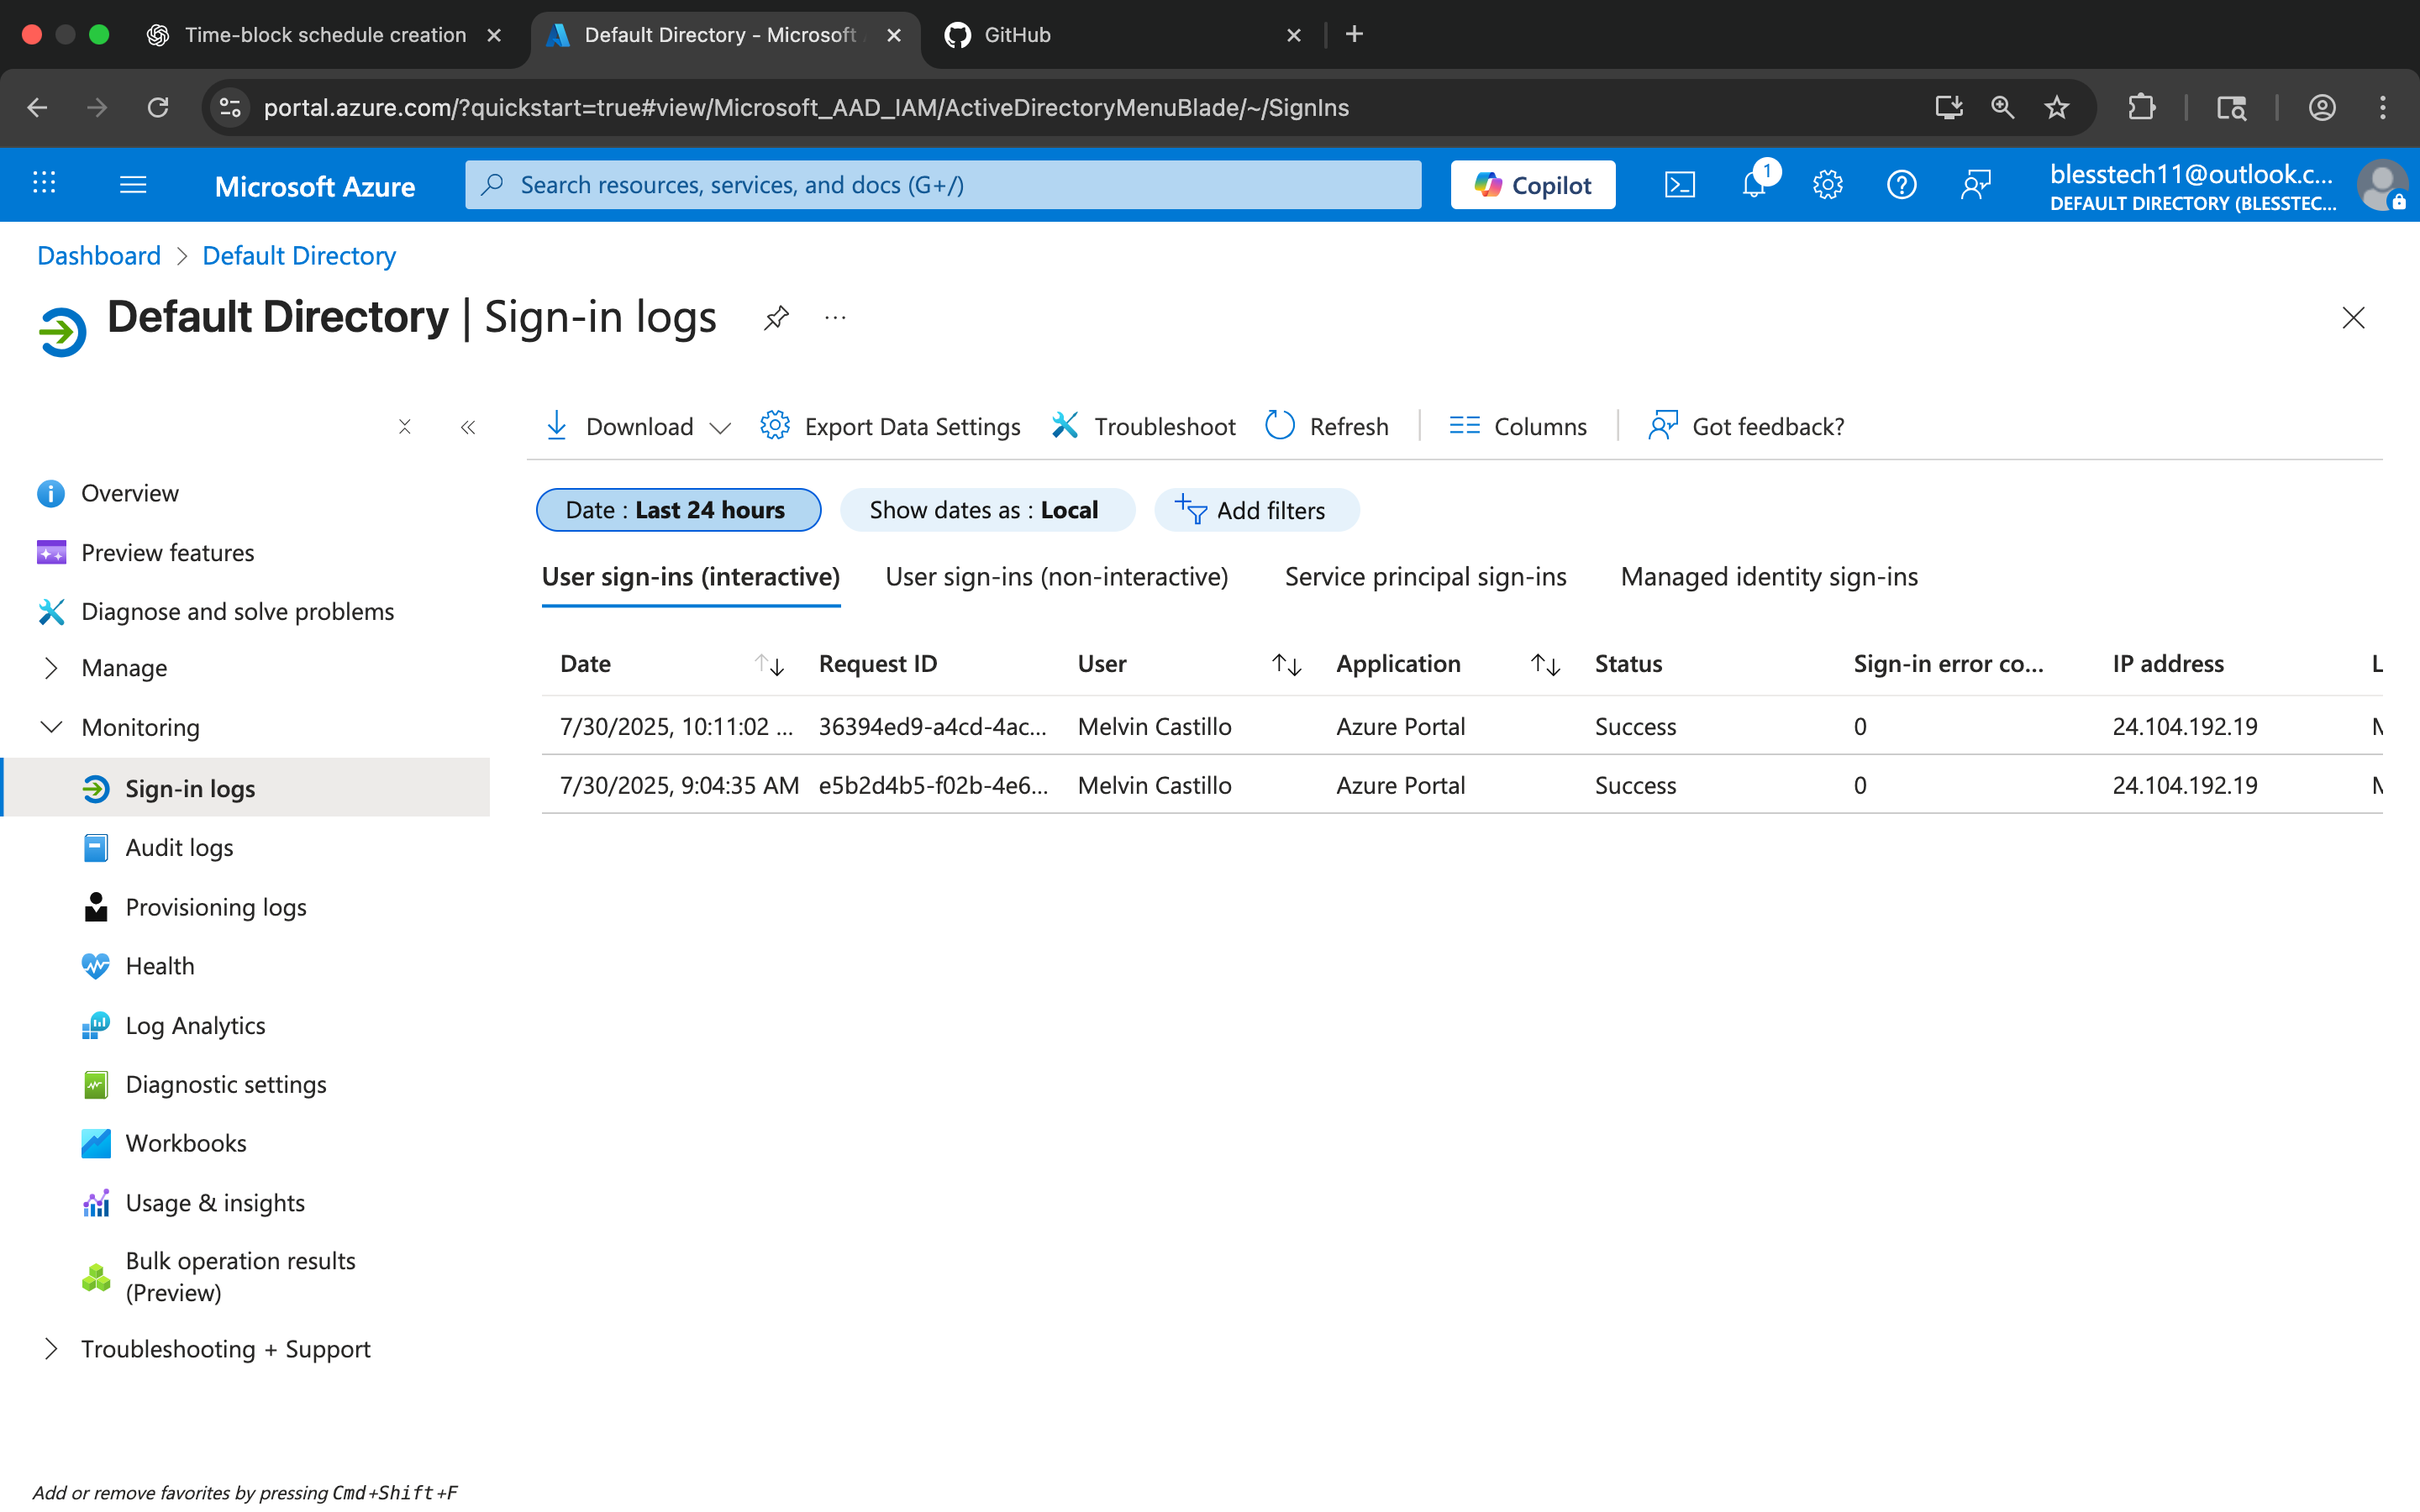 Time-block schedule creation
Default Directory - Microsoft
GitHub
portal.azure.com/?quickstart=true#view/Microsoft_AAD_IAM/ActiveDirectoryMenuBlade/~/SignIns
Microsoft Azure
Search resources, services, and docs (G+/)
Copilot
1
blesstech11@outlook.c...
DEFAULT DIRECTORY (BLESSTEC...
Dashboard > Default Directory
Default Directory | Sign-in logs
Download
Export Data Settings
Troubleshoot
Refresh
Columns
Got feedback?
Overview
Preview features
Diagnose and solve problems
Manage
Monitoring
Sign-in logs
Audit logs
Provisioning logs
Health
Log Analytics
Diagnostic settings
Workbooks
Usage & insights
Bulk operation results
(Preview)
Troubleshooting + Support
Add or remove favorites by pressing Cmd+Shift+F
Date : Last 24 hours
Show dates as : Local
Add filters
User sign-ins (interactive)
User sign-ins (non-interactive)
Service principal sign-ins
Managed identity sign-ins
Date Request ID User Application Status Sign-in error co... IP address
7/30/2025, 10:11:02 ... 36394ed9-a4cd-4ac... Melvin Castillo Azure Portal Success 0 24.104.192.19
7/30/2025, 9:04:35 AM e5b2d4b5-f02b-4e6... Melvin Castillo Azure Portal Success 0 24.104.192.19